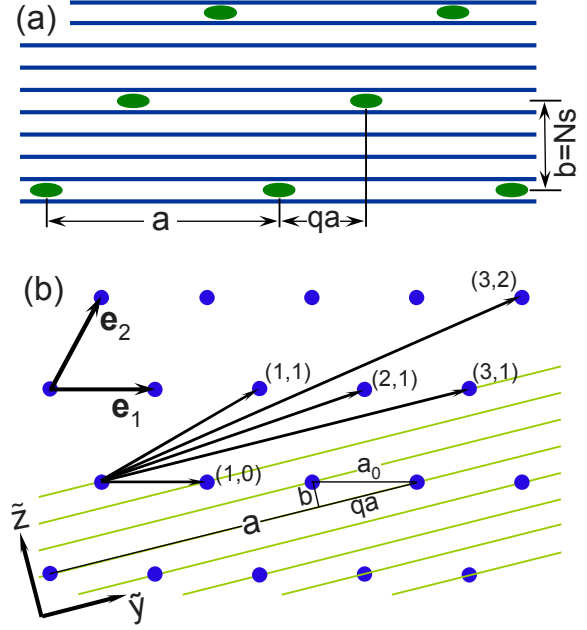 (a)
b=Ns
a
qa
(b)
(3,2)
e₂
(1,1)
(2,1)
(3,1)
e₁
(1,0)
a₀
b
qa
a
z̃
ỹ